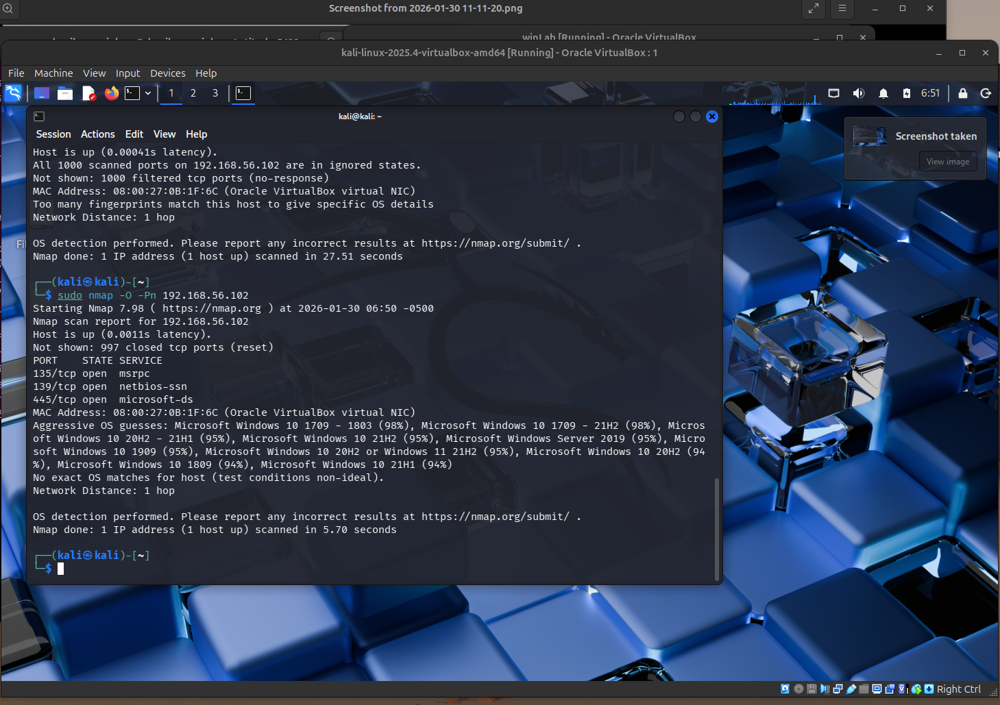 Screenshot from 2026-01-30 11-11-20.png
winLab [Running] - Oracle VirtualBox
kali-linux-2025.4-virtualbox-amd64 [Running] - Oracle VirtualBox : 1
File Machine View Input Devices Help
1 2 3 6:51
kali@kali: ~
Session Actions Edit View Help
Screenshot taken
View image
Host is up (0.00041s latency).
All 1000 scanned ports on 192.168.56.102 are in ignored states.
Not shown: 1000 filtered tcp ports (no-response)
MAC Address: 08:00:27:0B:1F:6C (Oracle VirtualBox virtual NIC)
Too many fingerprints match this host to give specific OS details
Network Distance: 1 hop
OS detection performed. Please report any incorrect results at https://nmap.org/submit/ .
Nmap done: 1 IP address (1 host up) scanned in 27.51 seconds
┌──(kali㉿kali)-[~]
└─$ sudo nmap -O -Pn 192.168.56.102
Starting Nmap 7.98 ( https://nmap.org ) at 2026-01-30 06:50 -0500
Nmap scan report for 192.168.56.102
Host is up (0.0011s latency).
Not shown: 997 closed tcp ports (reset)
PORT    STATE SERVICE
135/tcp open  msrpc
139/tcp open  netbios-ssn
445/tcp open  microsoft-ds
MAC Address: 08:00:27:0B:1F:6C (Oracle VirtualBox virtual NIC)
Aggressive OS guesses: Microsoft Windows 10 1709 - 1803 (98%), Microsoft Windows 10 1709 - 21H2 (98%), Micros
oft Windows 10 20H2 - 21H1 (95%), Microsoft Windows 10 21H2 (95%), Microsoft Windows Server 2019 (95%), Micro
soft Windows 10 1909 (95%), Microsoft Windows 10 20H2 or Windows 11 21H2 (95%), Microsoft Windows 10 20H2 (94
%), Microsoft Windows 10 1809 (94%), Microsoft Windows 10 21H1 (94%)
No exact OS matches for host (test conditions non-ideal).
Network Distance: 1 hop
OS detection performed. Please report any incorrect results at https://nmap.org/submit/ .
Nmap done: 1 IP address (1 host up) scanned in 5.70 seconds
┌──(kali㉿kali)-[~]
└─$
Right Ctrl